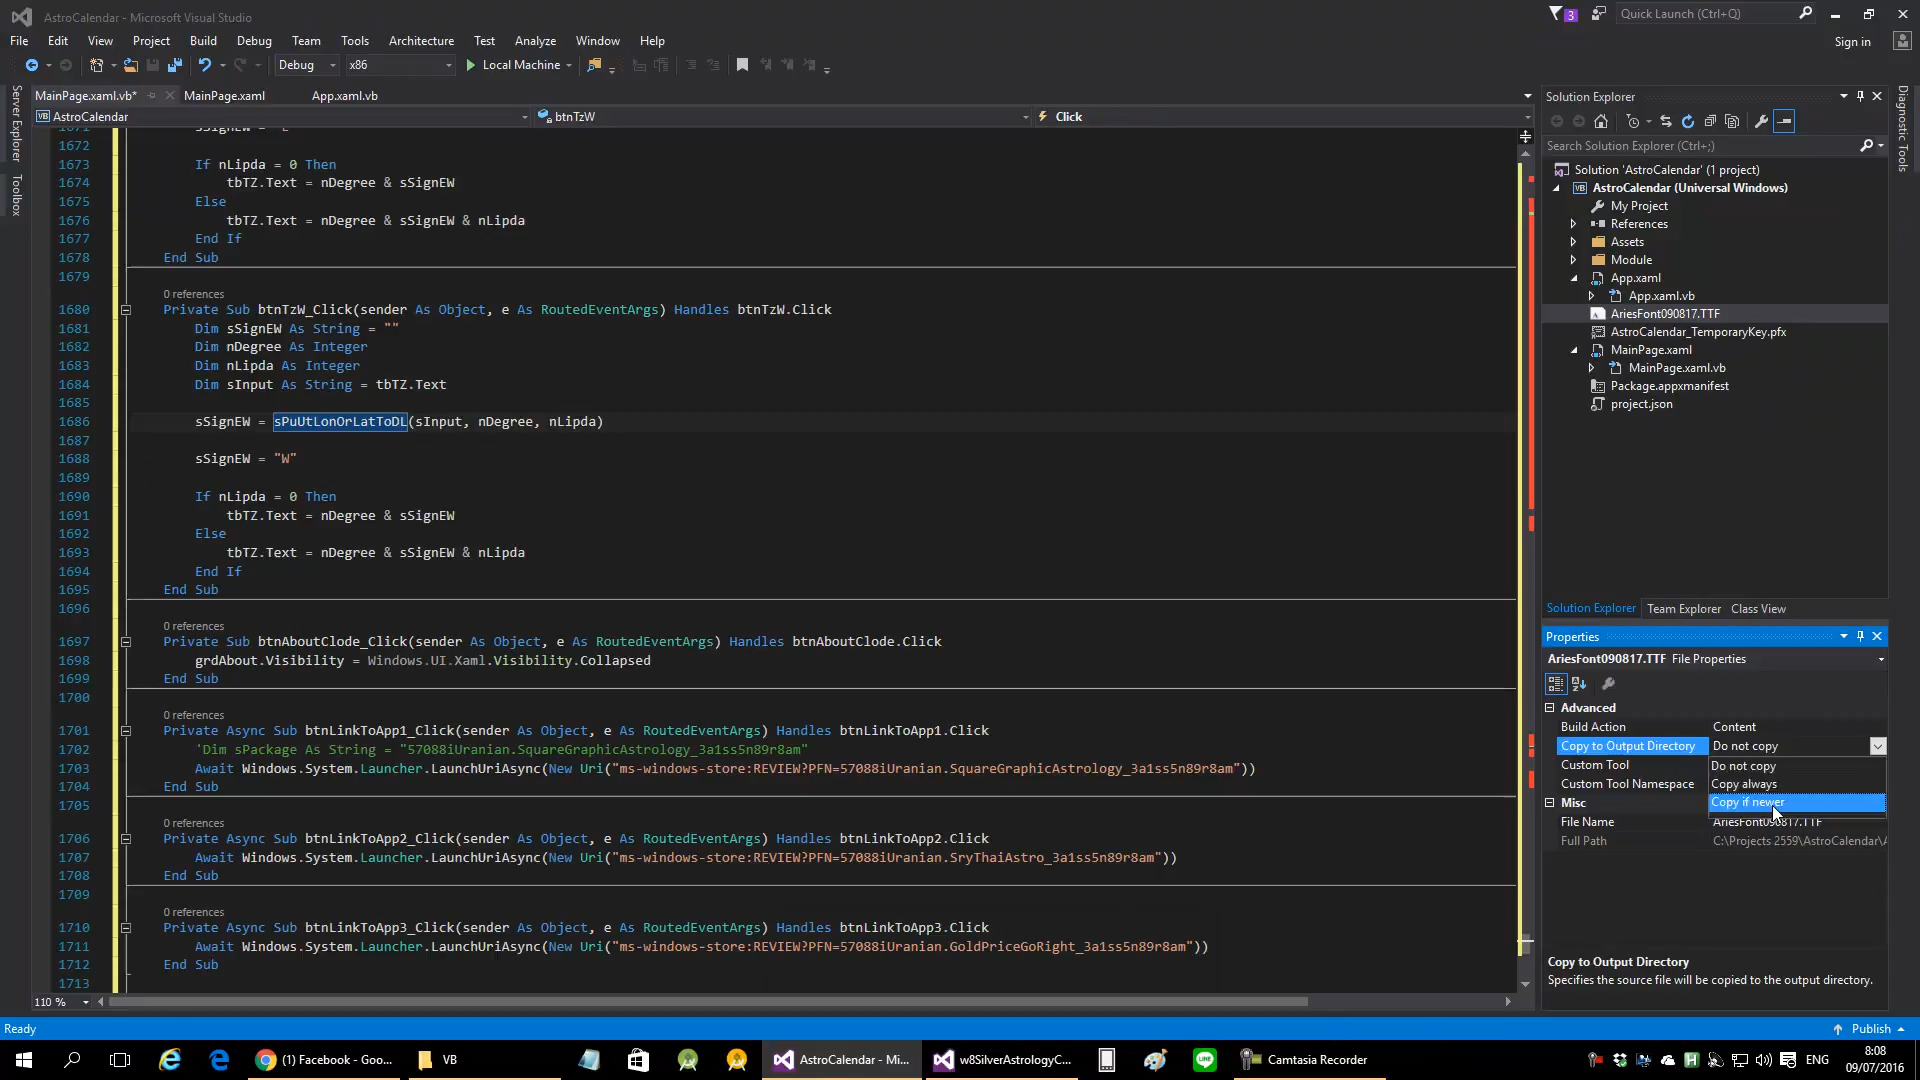 AstroCalendar - Microsoft Visual Studio
3
Quick Launch (Ctrl+Q)
File Edit View Project Build Debug Team Tools Architecture Test Analyze Window Help
Sign in
Debug x86 Local Machine
MainPage.xaml.vb* MainPage.xaml App.xaml.vb
AstroCalendar btnTzW Click
Server Explorer
Toolbox
1672
1673 If nLipda = 0 Then
1674 tbTZ.Text = nDegree & sSignEW
1675 Else
1676 tbTZ.Text = nDegree & sSignEW & nLipda
1677 End If
1678 End Sub
1679
0 references
1680 Private Sub btnTzW_Click(sender As Object, e As RoutedEventArgs) Handles btnTzW.Click
1681 Dim sSignEW As String = ""
1682 Dim nDegree As Integer
1683 Dim nLipda As Integer
1684 Dim sInput As String = tbTZ.Text
1685
1686 sSignEW = sPuUtLonOrLatToDL(sInput, nDegree, nLipda)
1687
1688 sSignEW = "W"
1689
1690 If nLipda = 0 Then
1691 tbTZ.Text = nDegree & sSignEW
1692 Else
1693 tbTZ.Text = nDegree & sSignEW & nLipda
1694 End If
1695 End Sub
1696
0 references
1697 Private Sub btnAboutClode_Click(sender As Object, e As RoutedEventArgs) Handles btnAboutClode.Click
1698 grdAbout.Visibility = Windows.UI.Xaml.Visibility.Collapsed
1699 End Sub
1700
0 references
1701 Private Async Sub btnLinkToApp1_Click(sender As Object, e As RoutedEventArgs) Handles btnLinkToApp1.Click
1702 'Dim sPackage As String = "57088iUranian.SquareGraphicAstrology_3a1ss5n89r8am"
1703 Await Windows.System.Launcher.LaunchUriAsync(New Uri("ms-windows-store:REVIEW?PFN=57088iUranian.SquareGraphicAstrology_3a1ss5n89r8am"))
1704 End Sub
1705
0 references
1706 Private Async Sub btnLinkToApp2_Click(sender As Object, e As RoutedEventArgs) Handles btnLinkToApp2.Click
1707 Await Windows.System.Launcher.LaunchUriAsync(New Uri("ms-windows-store:REVIEW?PFN=57088iUranian.SryThaiAstro_3a1ss5n89r8am"))
1708 End Sub
1709
0 references
1710 Private Async Sub btnLinkToApp3_Click(sender As Object, e As RoutedEventArgs) Handles btnLinkToApp3.Click
1711 Await Windows.System.Launcher.LaunchUriAsync(New Uri("ms-windows-store:REVIEW?PFN=57088iUranian.GoldPriceGoRight_3a1ss5n89r8am"))
1712 End Sub
1713
110 %
Solution Explorer
Search Solution Explorer (Ctrl+;)
Solution 'AstroCalendar' (1 project)
AstroCalendar (Universal Windows)
My Project
References
Assets
Module
App.xaml
App.xaml.vb
AriesFont090817.TTF
AstroCalendar_TemporaryKey.pfx
MainPage.xaml
MainPage.xaml.vb
Package.appxmanifest
project.json
Solution Explorer Team Explorer Class View
Properties
AriesFont090817.TTF File Properties
Advanced
Build Action Content
Copy to Output Directory Do not copy
Custom Tool Do not copy
Custom Tool Namespace Copy always
Misc Copy if newer
File Name AriesFont090817.TTF
Full Path C:\Projects 2559\AstroCalendar\A
Copy to Output Directory
Specifies the source file will be copied to the output directory.
Diagnostic Tools
Ready
Publish
(1) Facebook - Goo...
VB
AstroCalendar - Mi...
w8SilverAstrologyC...
LINE
Camtasia Recorder
ENG
8:08
09/07/2016